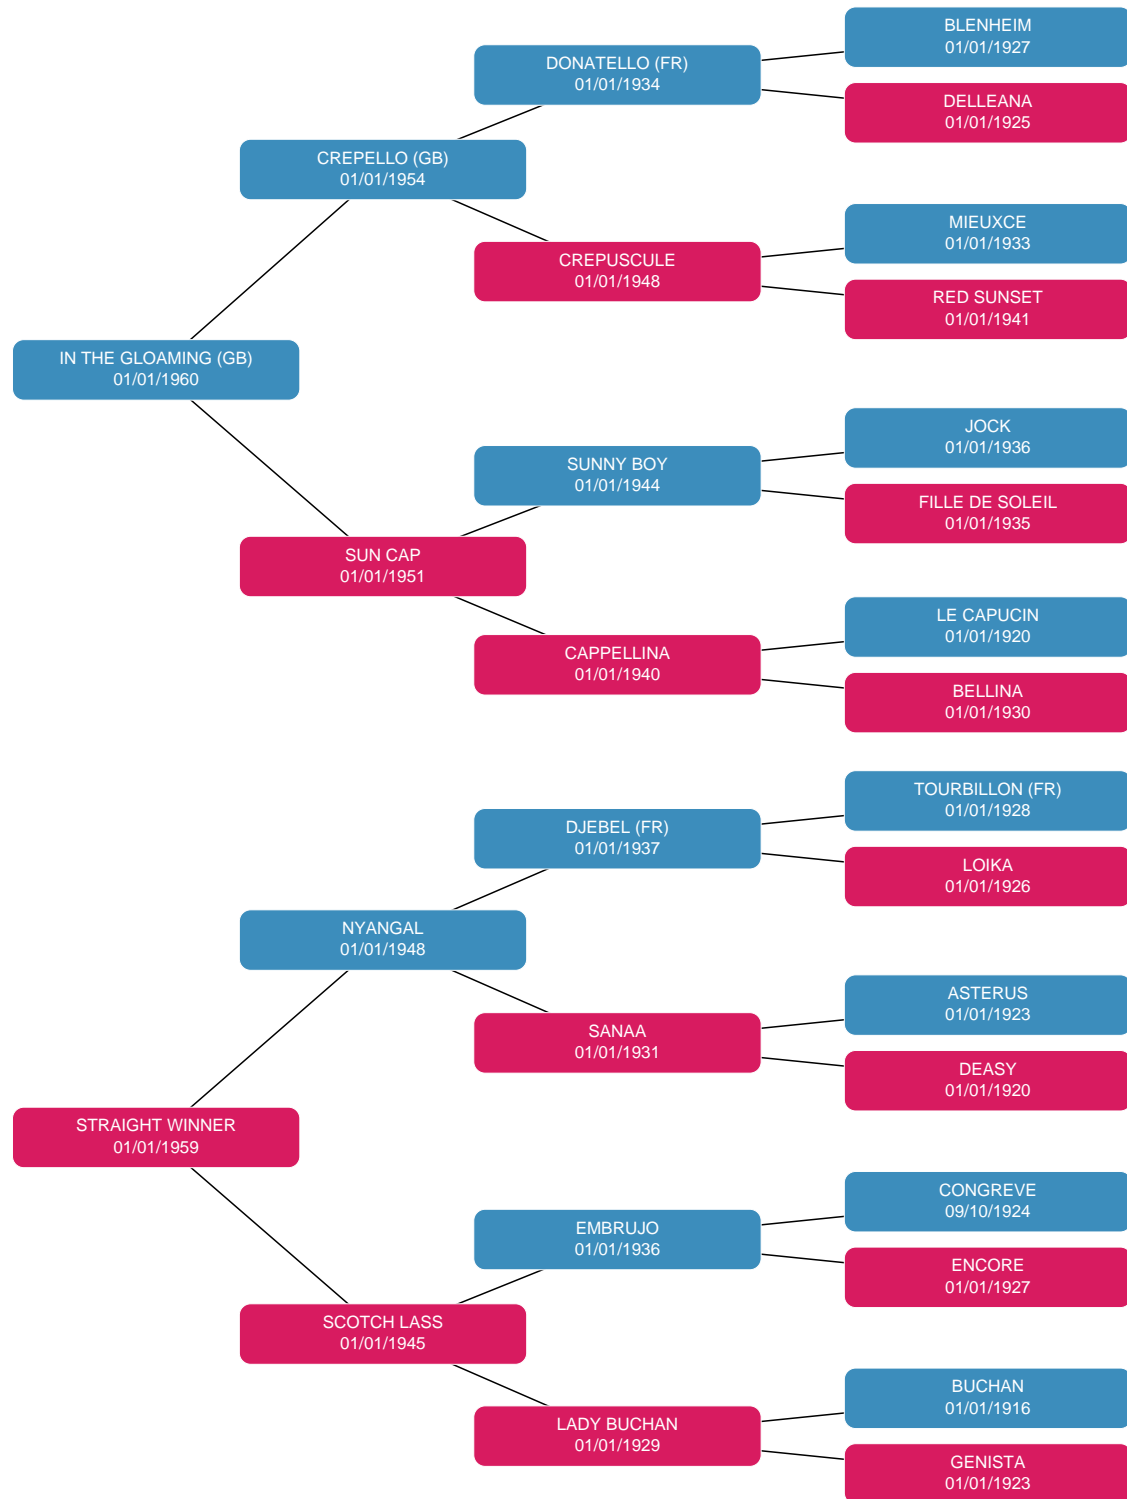 BLENHEIM
01/01/1927
DONATELLO (FR)
01/01/1934
DELLEANA
01/01/1925
CREPELLO (GB)
01/01/1954
MIEUXCE
01/01/1933
CREPUSCULE
01/01/1948
RED SUNSET
01/01/1941
IN THE GLOAMING (GB)
01/01/1960
JOCK
01/01/1936
SUNNY BOY
01/01/1944
FILLE DE SOLEIL
01/01/1935
SUN CAP
01/01/1951
LE CAPUCIN
01/01/1920
CAPPELLINA
01/01/1940
BELLINA
01/01/1930
TOURBILLON (FR)
01/01/1928
DJEBEL (FR)
01/01/1937
LOIKA
01/01/1926
NYANGAL
01/01/1948
ASTERUS
01/01/1923
SANAA
01/01/1931
DEASY
01/01/1920
STRAIGHT WINNER
01/01/1959
CONGREVE
09/10/1924
EMBRUJO
01/01/1936
ENCORE
01/01/1927
SCOTCH LASS
01/01/1945
BUCHAN
01/01/1916
LADY BUCHAN
01/01/1929
GENISTA
01/01/1923